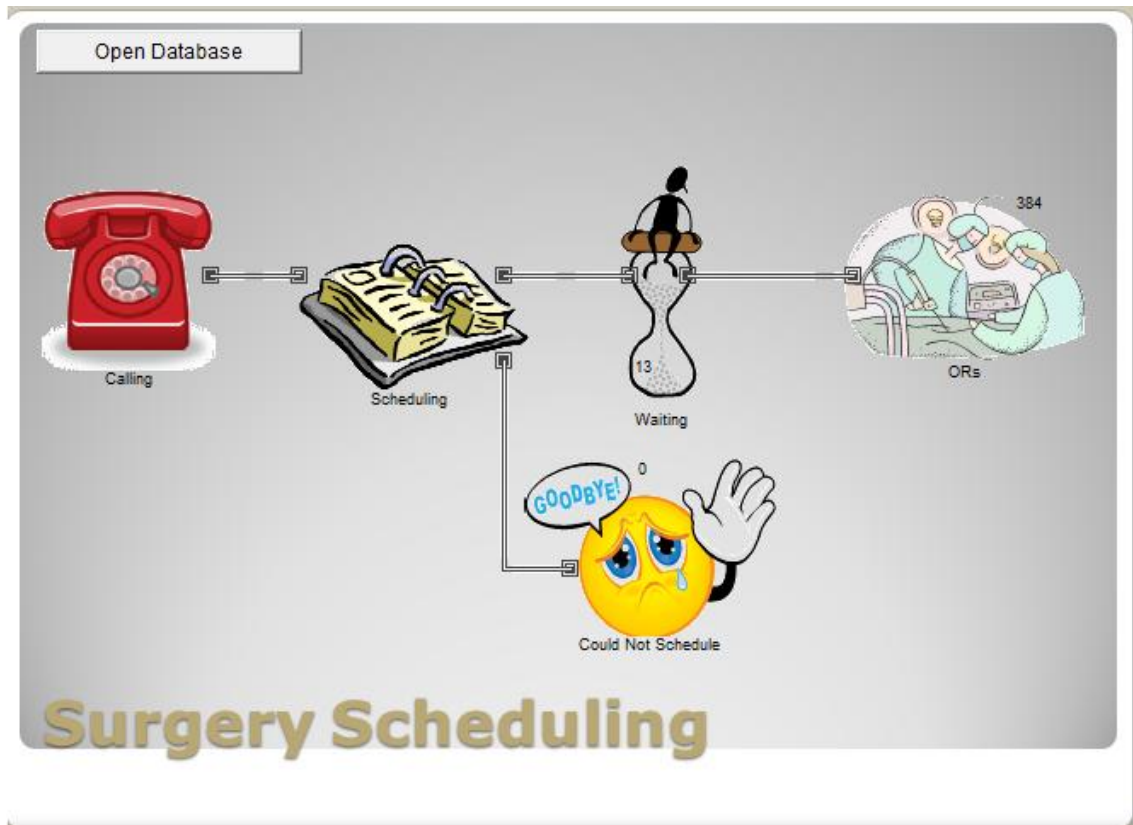 Open Database
384
Calling
Scheduling
13
Waiting
ORs
0
GOODBYE!
Could Not Schedule
Surgery Scheduling